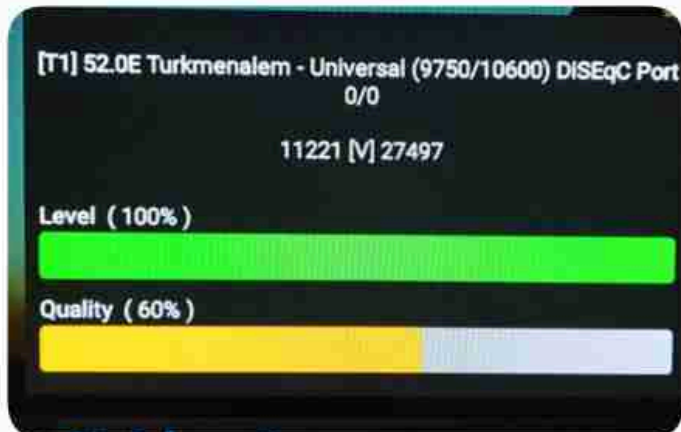 [T1] 52.0E Turkmenalem - Universal (9750/10600) DiSEqC Port
0/0
11221 [V] 27497
Level ( 100% )
Quality ( 60% )